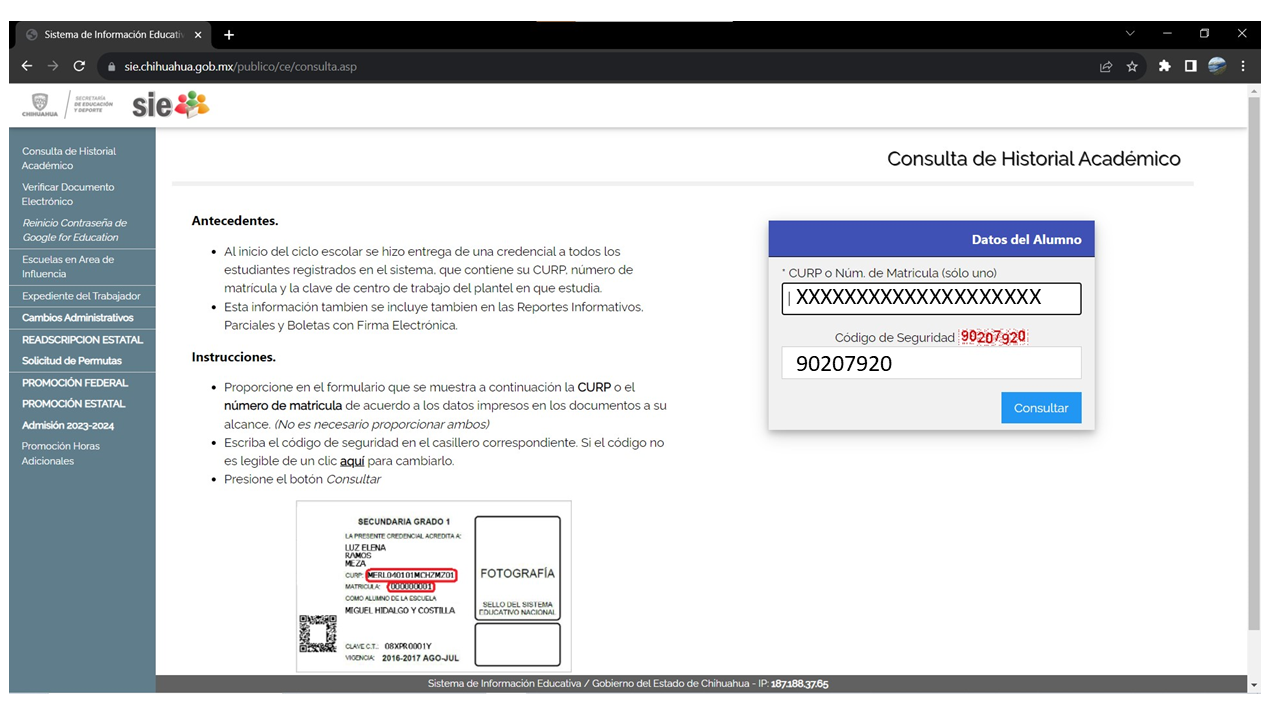 Sistema de Información Educativ
sie.chihuahua.gob.mx/publico/ce/consulta.asp
CHIHUAHUA
SECRETARÍA
DE EDUCACIÓN
Y DEPORTE
sie
Consulta de Historial
Académico
Verificar Documento
Electrónico
Reinicio Contraseña de
Google for Education
Escuelas en Area de
Influencia
Expediente del Trabajador
Cambios Administrativos
READSCRIPCION ESTATAL
Solicitud de Permutas
PROMOCIÓN FEDERAL
PROMOCIÓN ESTATAL
Admisión 2023-2024
Promoción Horas
Adicionales
Consulta de Historial Académico
Antecedentes.
• Al inicio del ciclo escolar se hizo entrega de una credencial a todos los
estudiantes registrados en el sistema, que contiene su CURP, número de
matrícula y la clave de centro de trabajo del plantel en que estudia.
• Esta información tambien se incluye tambien en las Reportes Informativos,
Parciales y Boletas con Firma Electrónica.
Instrucciones.
• Proporcione en el formulario que se muestra a continuación la CURP o el
número de matricula de acuerdo a los datos impresos en los documentos a su
alcance. (No es necesario proporcionar ambos)
• Escriba el código de seguridad en el casillero correspondiente. Si el código no
es legible de un clic aquí para cambiarlo.
• Presione el botón Consultar
SECUNDARIA GRADO 1
LA PRESENTE CREDENCIAL ACREDITA A:
LUZ ELENA
RAMOS
MEZA
CURP: MERL040101MCHZMZ01
MATRICULA: 000000001
COMO ALUMNO DE LA ESCUELA
MIGUEL HIDALGO Y COSTILLA
CLAVE C.T.: 08XPR0001Y
VIGENCIA: 2016-2017 AGO-JUL
FOTOGRAFÍA
SELLO DEL SISTEMA
EDUCATIVO NACIONAL
Datos del Alumno
* CURP o Núm. de Matricula (sólo uno)
XXXXXXXXXXXXXXXXXXXX
Código de Seguridad 90207920
90207920
Consultar
Sistema de Información Educativa / Gobierno del Estado de Chihuahua - IP: 187.188.37.65